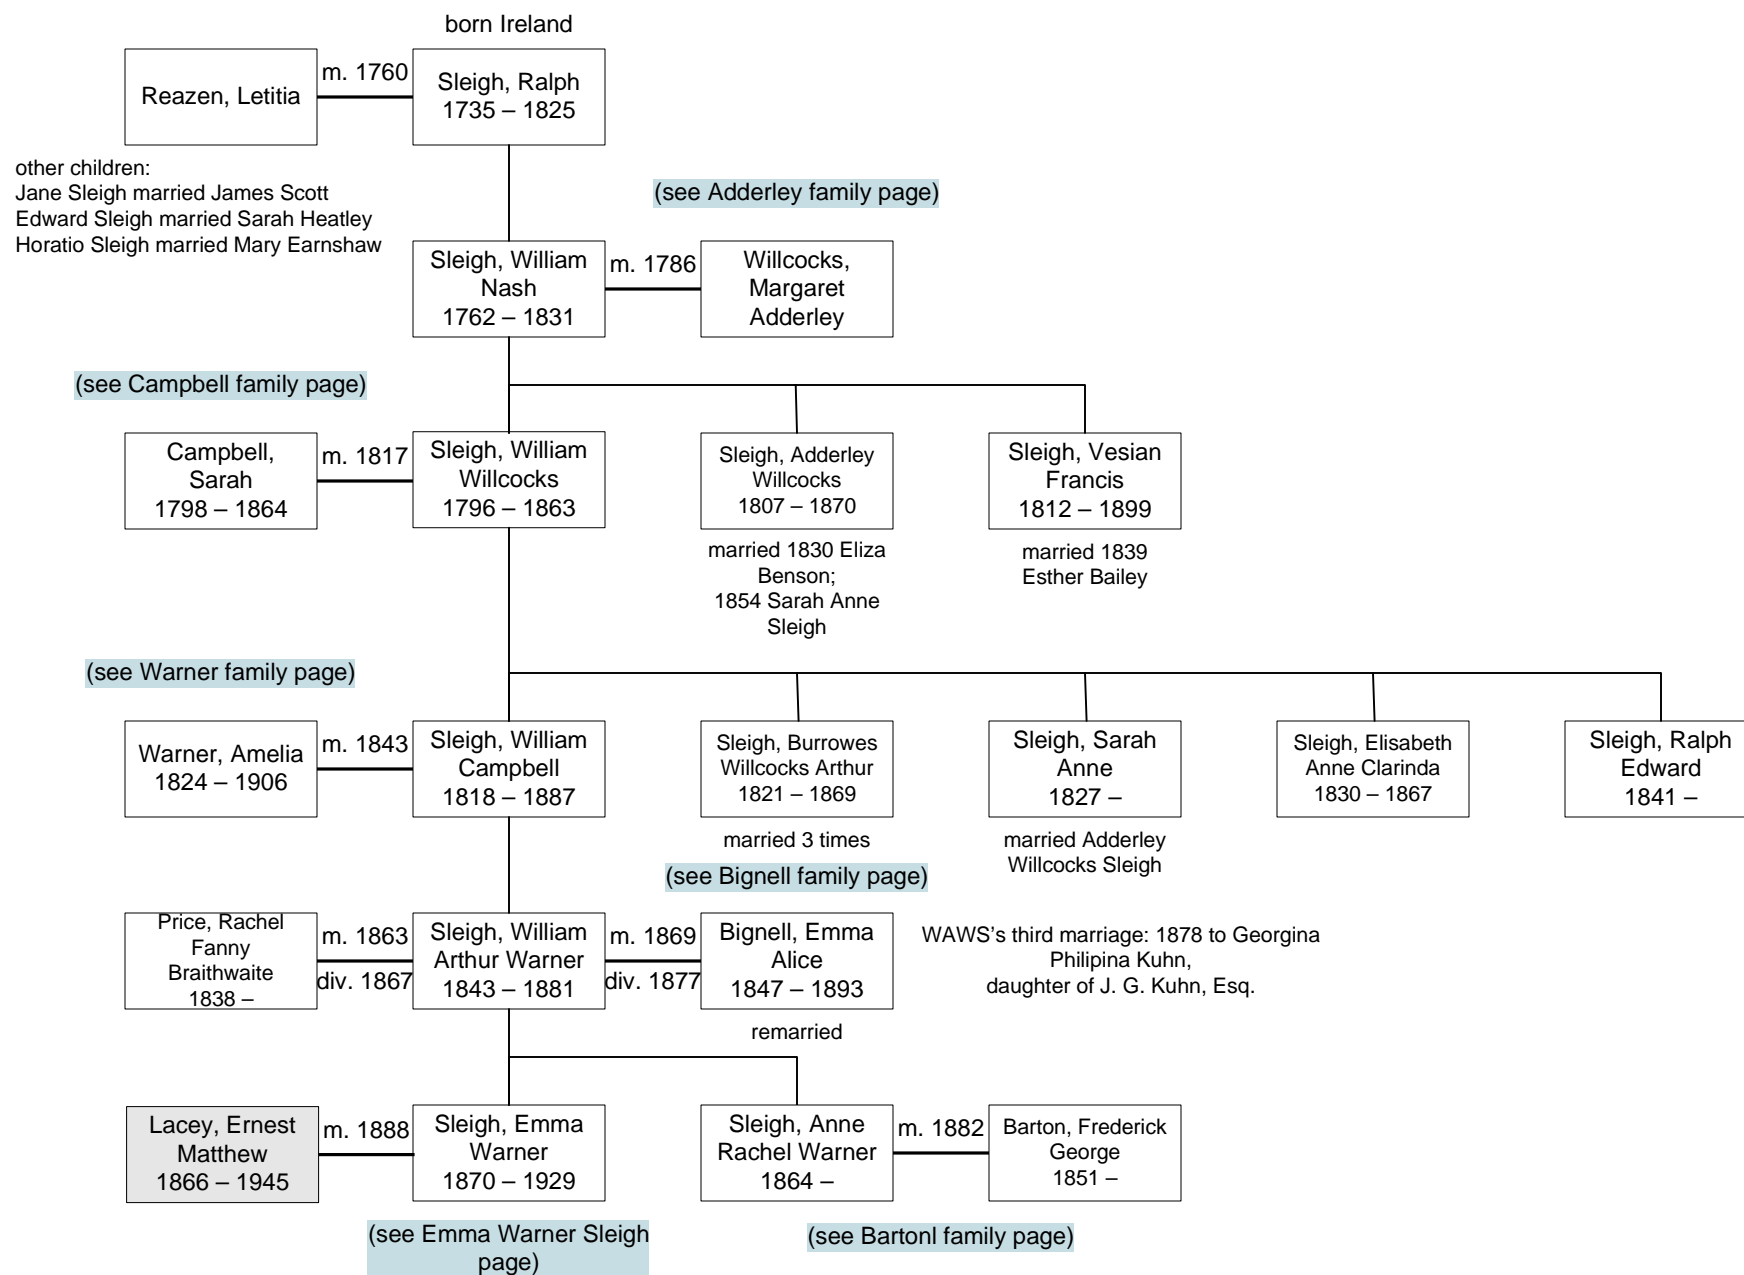 born Ireland
Reazen, Letitia
m. 1760
Sleigh, Ralph
1735 – 1825
other children:
Jane Sleigh married James Scott
Edward Sleigh married Sarah Heatley
Horatio Sleigh married Mary Earnshaw
(see Adderley family page)
Sleigh, William
Nash
1762 – 1831
m. 1786
Willcocks,
Margaret
Adderley
(see Campbell family page)
Campbell,
Sarah
1798 – 1864
m. 1817
Sleigh, William
Willcocks
1796 – 1863
Sleigh, Adderley
Willcocks
1807 – 1870
married 1830 Eliza
Benson;
1854 Sarah Anne
Sleigh
Sleigh, Vesian
Francis
1812 – 1899
married 1839
Esther Bailey
(see Warner family page)
Warner, Amelia
1824 – 1906
m. 1843
Sleigh, William
Campbell
1818 – 1887
Sleigh, Burrowes
Willcocks Arthur
1821 – 1869
married 3 times
Sleigh, Sarah
Anne
1827 –
married Adderley
Willcocks Sleigh
Sleigh, Elisabeth
Anne Clarinda
1830 – 1867
Sleigh, Ralph
Edward
1841 –
(see Bignell family page)
Price, Rachel
Fanny
Braithwaite
1838 –
m. 1863
div. 1867
Sleigh, William
Arthur Warner
1843 – 1881
m. 1869
div. 1877
Bignell, Emma
Alice
1847 – 1893
remarried
WAWS's third marriage: 1878 to Georgina
Philipina Kuhn,
daughter of J. G. Kuhn, Esq.
Lacey, Ernest
Matthew
1866 – 1945
m. 1888
Sleigh, Emma
Warner
1870 – 1929
Sleigh, Anne
Rachel Warner
1864 –
m. 1882
Barton, Frederick
George
1851 –
(see Emma Warner Sleigh
page)
(see Bartonl family page)